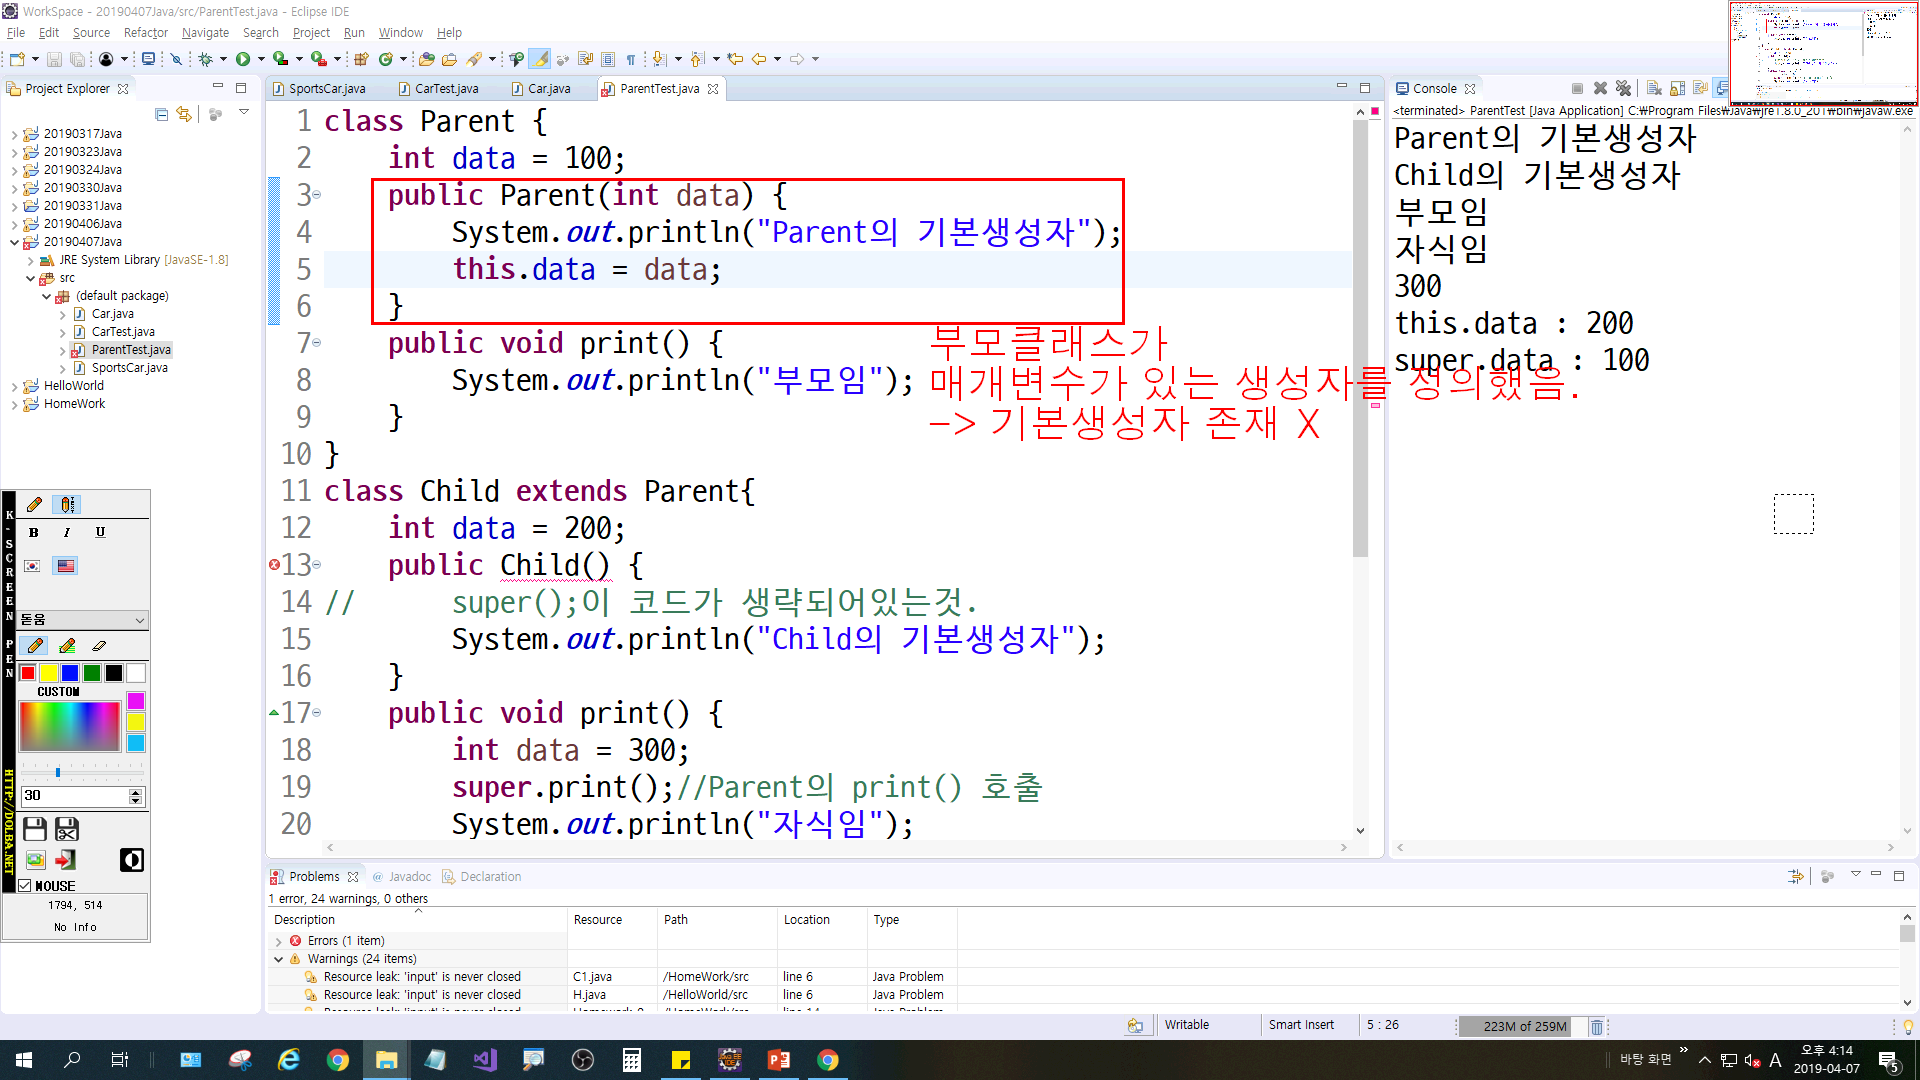 WorkSpace - 20190407Java/src/ParentTest.java - Eclipse IDE
File Edit Source Refactor Navigate Search Project Run Window Help
Project Explorer
20190317Java
20190323Java
20190324Java
20190330Java
20190331Java
20190406Java
20190407Java
JRE System Library [JavaSE-1.8]
src
(default package)
Car.java
CarTest.java
ParentTest.java
SportsCar.java
HelloWorld
HomeWork
SportsCar.java CarTest.java Car.java ParentTest.java
1 class Parent {
2 int data = 100;
3 public Parent(int data) {
4 System.out.println("Parent의 기본생성자");
5 this.data = data;
6 }
7 public void print() {
8 System.out.println("부모임");
9 }
10 }
11 class Child extends Parent{
12 int data = 200;
13 public Child() {
14 // super();이 코드가 생략되어있는것.
15 System.out.println("Child의 기본생성자");
16 }
17 public void print() {
18 int data = 300;
19 super.print();//Parent의 print() 호출
20 System.out.println("자식임");
부모클래스가
매개변수가 있는 생성자를 정의했음.
-> 기본생성자 존재 X
Console
<terminated> ParentTest [Java Application] C:₩Program Files₩Java₩jre1.8.0_201₩bin₩javaw.exe
Parent의 기본생성자
Child의 기본생성자
부모임
자식임
300
this.data : 200
super.data : 100
K-SCREEN PEN
HTTP://DOLBA.NET
B I U
돋움
CUSTOM
30
MOUSE
1794, 514
No Info
Problems @ Javadoc Declaration
1 error, 24 warnings, 0 others
Description Resource Path Location Type
Errors (1 item)
Warnings (24 items)
Resource leak: 'input' is never closed C1.java /HomeWork/src line 6 Java Problem
Resource leak: 'input' is never closed H.java /HelloWorld/src line 6 Java Problem
Writable Smart Insert 5 : 26 223M of 259M
바탕 화면
A
오후 4:14
2019-04-07
5